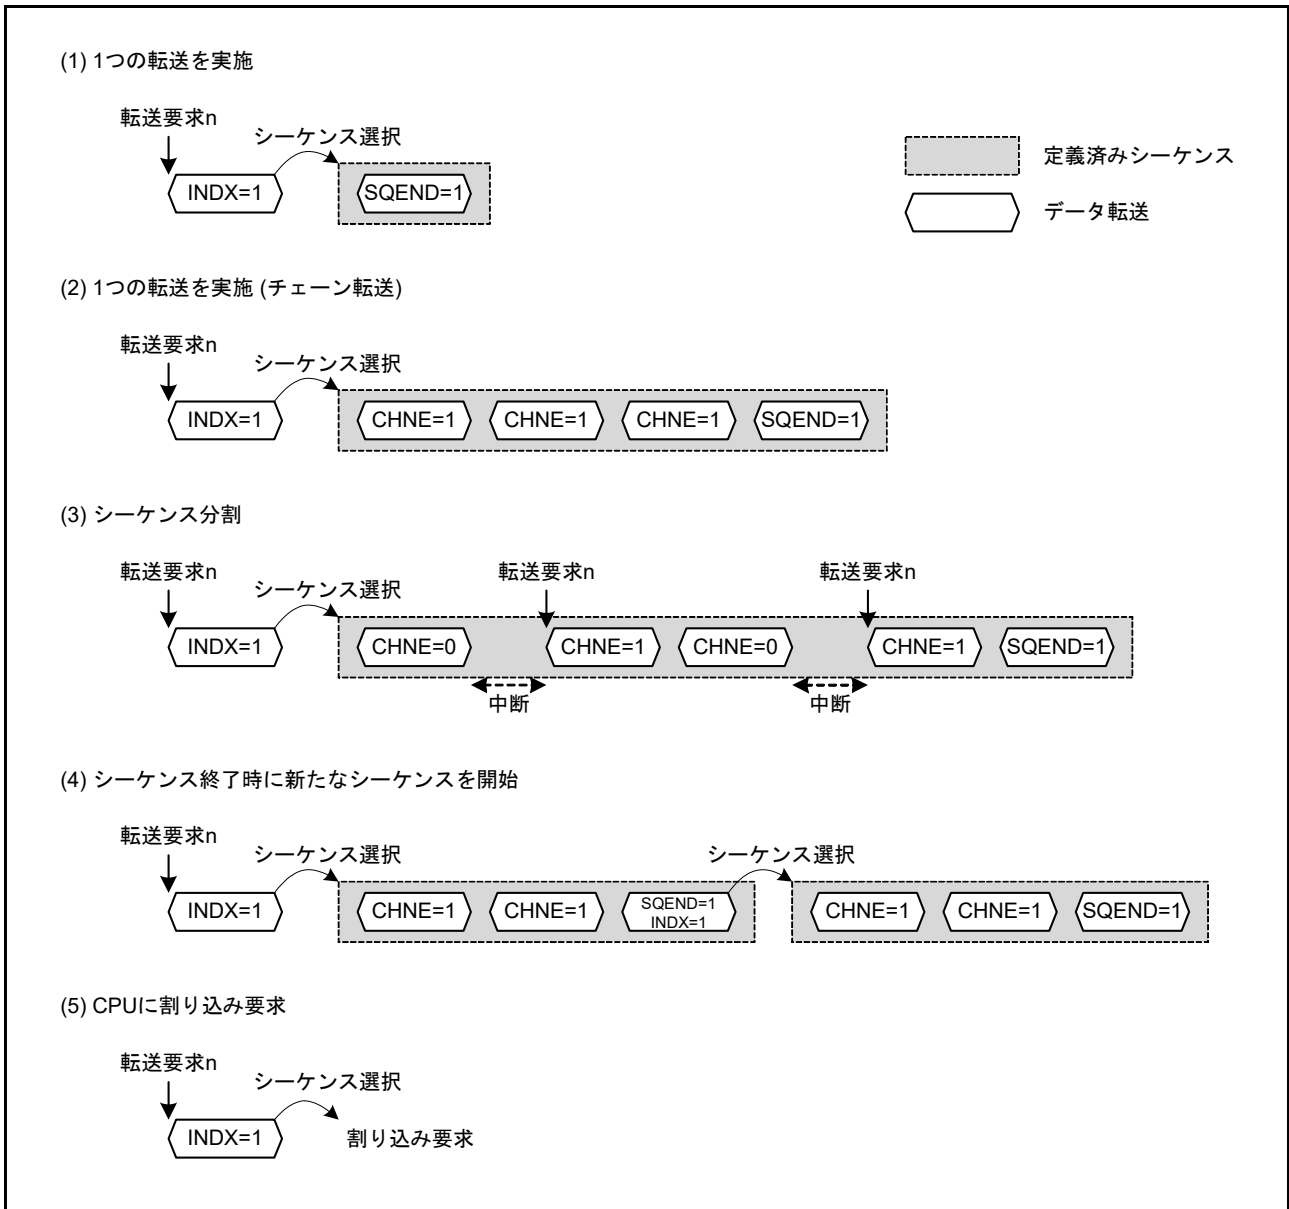 (1) 1つの転送を実施
転送要求n
シーケンス選択
INDX=1
SQEND=1
定義済みシーケンス
データ転送
(2) 1つの転送を実施 (チェーン転送)
転送要求n
シーケンス選択
INDX=1 CHNE=1 CHNE=1 CHNE=1 SQEND=1
(3) シーケンス分割
転送要求n 転送要求n 転送要求n
シーケンス選択
INDX=1 CHNE=0 CHNE=1 CHNE=0 CHNE=1 SQEND=1
中断 中断
(4) シーケンス終了時に新たなシーケンスを開始
転送要求n
シーケンス選択 シーケンス選択
INDX=1 CHNE=1 CHNE=1 SQEND=1
INDX=1
CHNE=1 CHNE=1 SQEND=1
(5) CPUに割り込み要求
転送要求n
シーケンス選択
INDX=1 割り込み要求